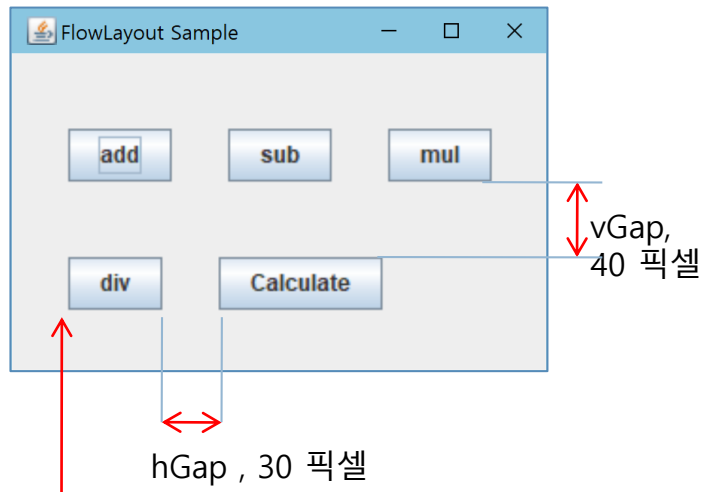 FlowLayout Sample
add sub mul
vGap,
40 픽셀
div Calculate
hGap , 30 픽셀